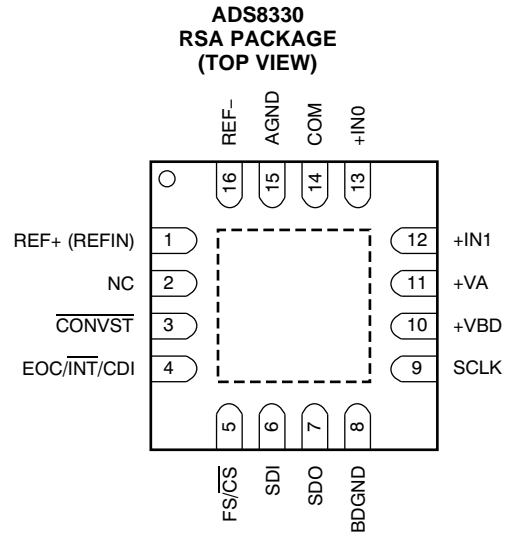 ADS8330
RSA PACKAGE
(TOP VIEW)
REF−
AGND
COM
+IN0
16
15
14
13
REF+ (REFIN)
1
12
+IN1
NC
2
11
+VA
CONVST
3
10
+VBD
EOC/INT/CDI
4
9
SCLK
5
6
7
8
FS/CS
SDI
SDO
BDGND